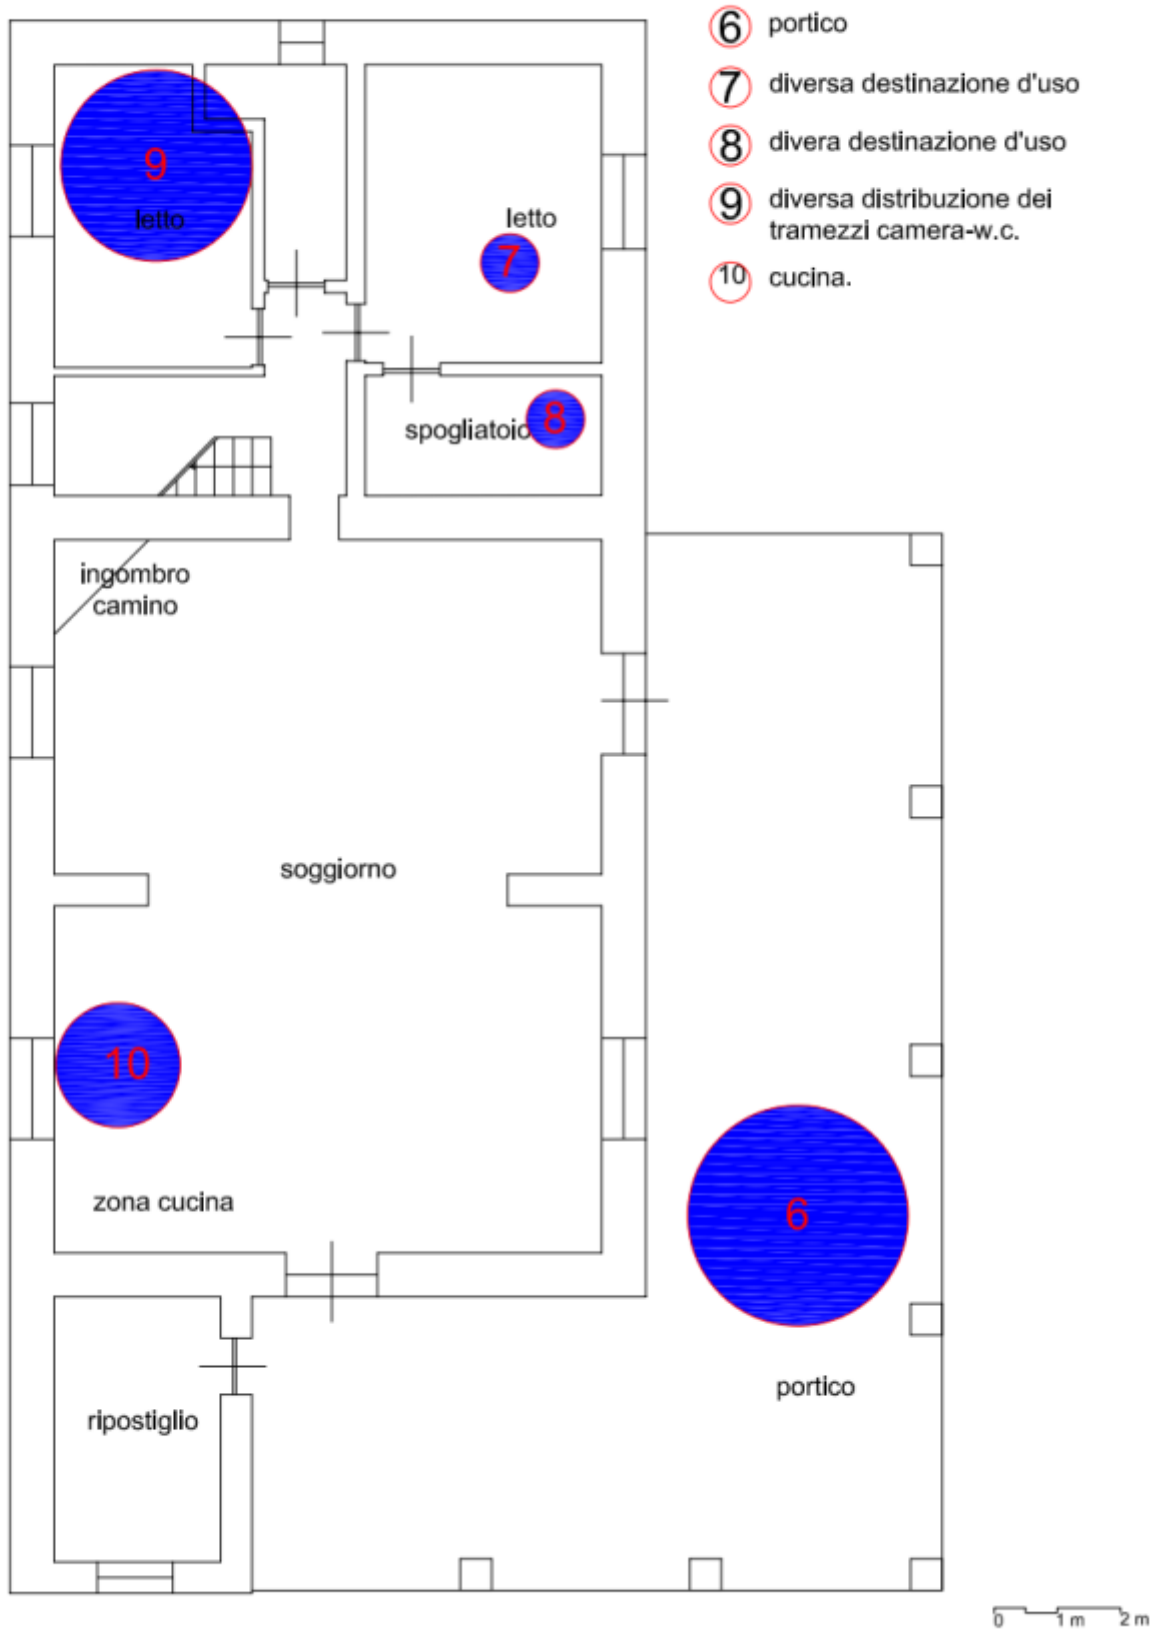 6 portico
7 diversa destinazione d'uso
8 divera destinazione d'uso
9 diversa distribuzione dei
tramezzi camera-w.c.
10 cucina.
9
letto
letto
7
spogliatoio 8
ingombro
camino
soggiorno
10
zona cucina
6
portico
ripostiglio
0 1 m 2 m